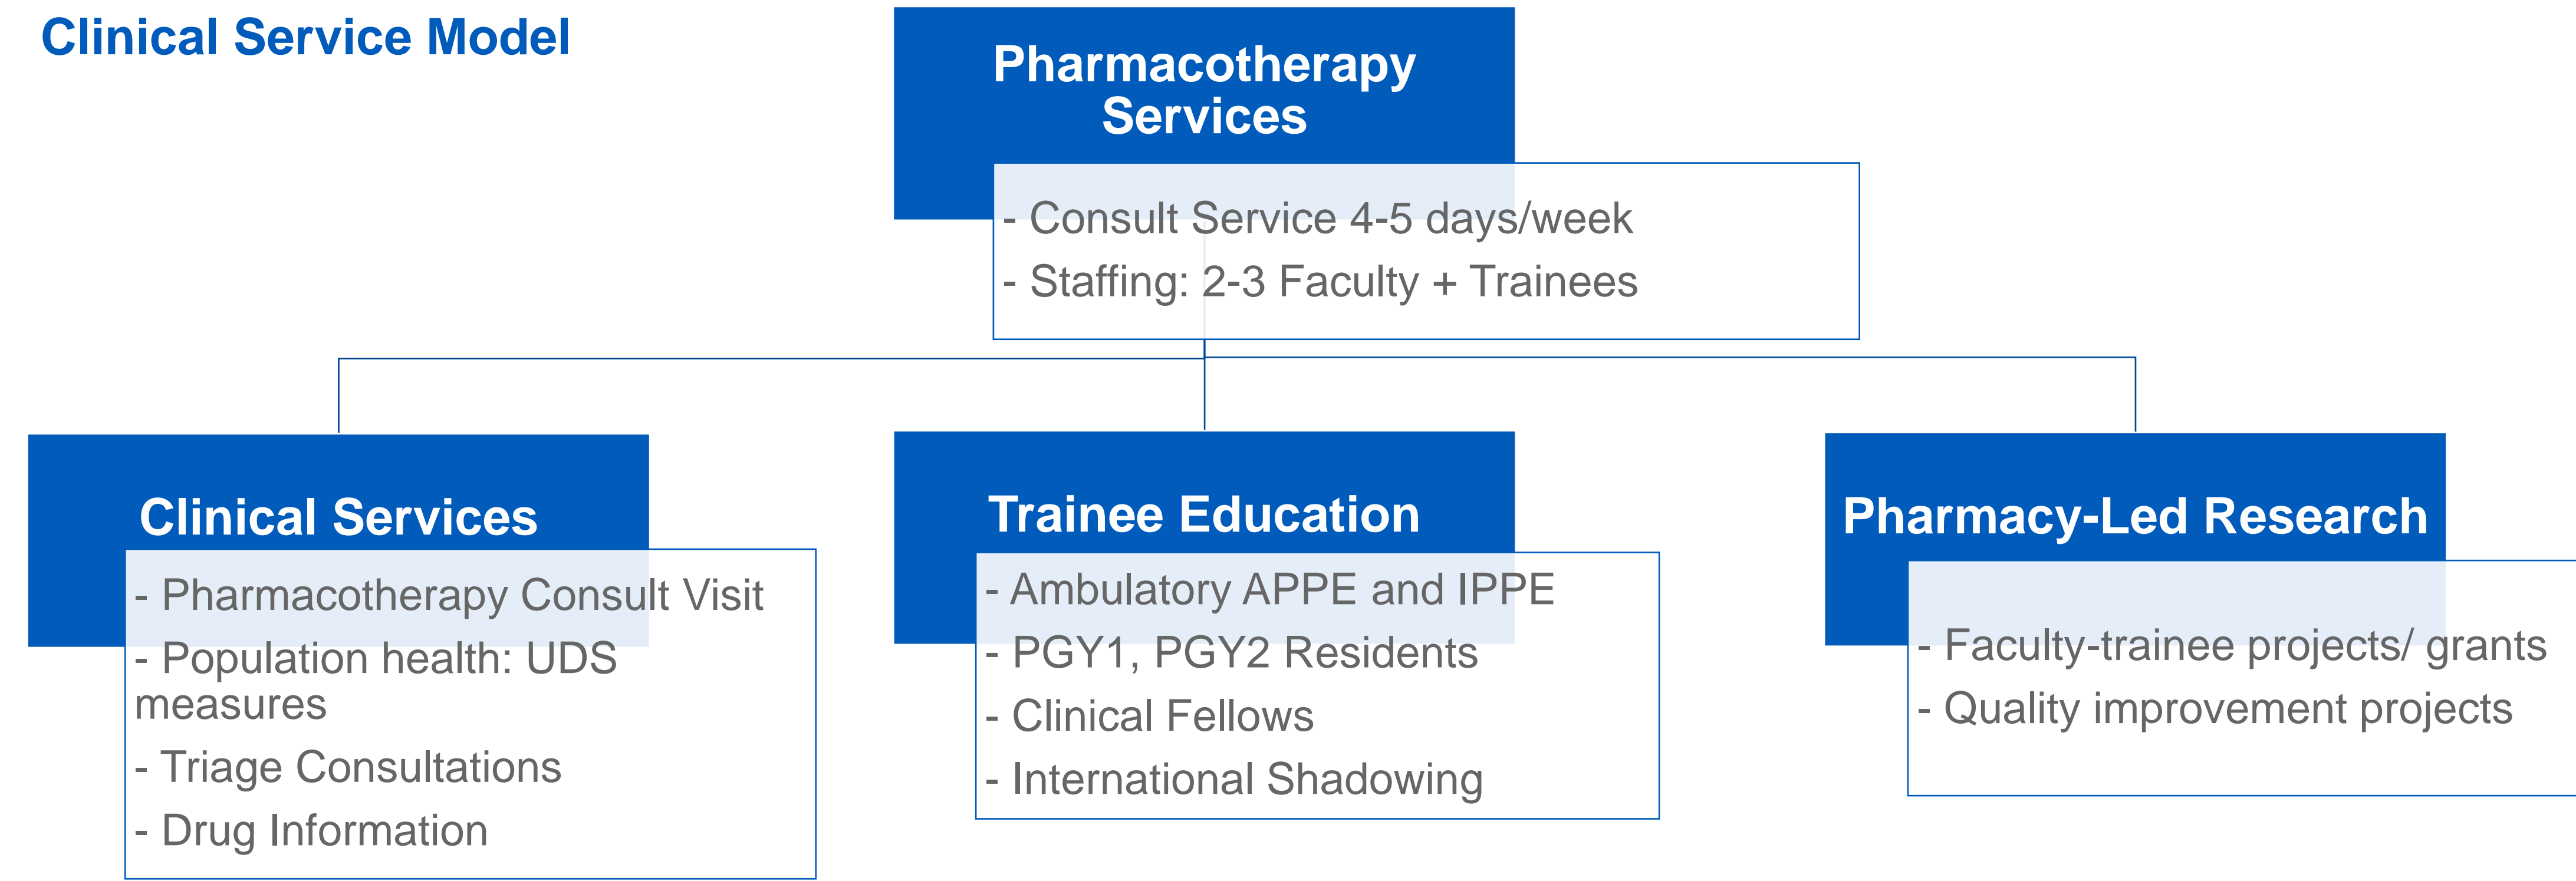 Clinical Service Model
Pharmacotherapy
Services
- Consult Service 4-5 days/week
- Staffing: 2-3 Faculty + Trainees
Clinical Services
- Pharmacotherapy Consult Visit
- Population health: UDS
measures
- Triage Consultations
- Drug Information
Trainee Education
- Ambulatory APPE and IPPE
- PGY1, PGY2 Residents
- Clinical Fellows
- International Shadowing
Pharmacy-Led Research
- Faculty-trainee projects/ grants
- Quality improvement projects